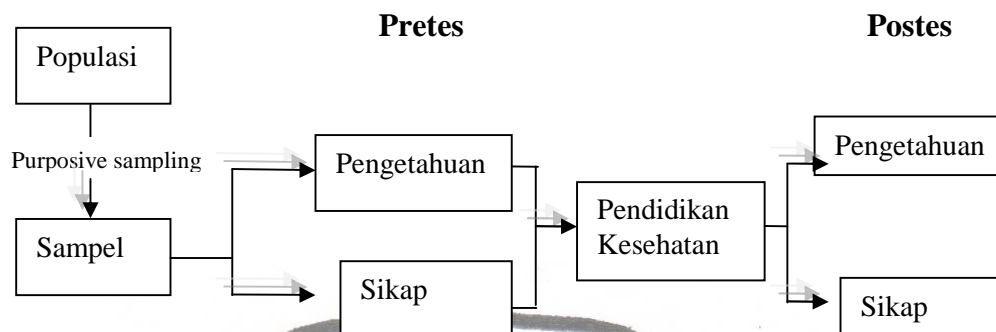 Pretes
Postes
Populasi
Purposive sampling
Sampel
Pengetahuan
Sikap
Pendidikan
Kesehatan
Pengetahuan
Sikap